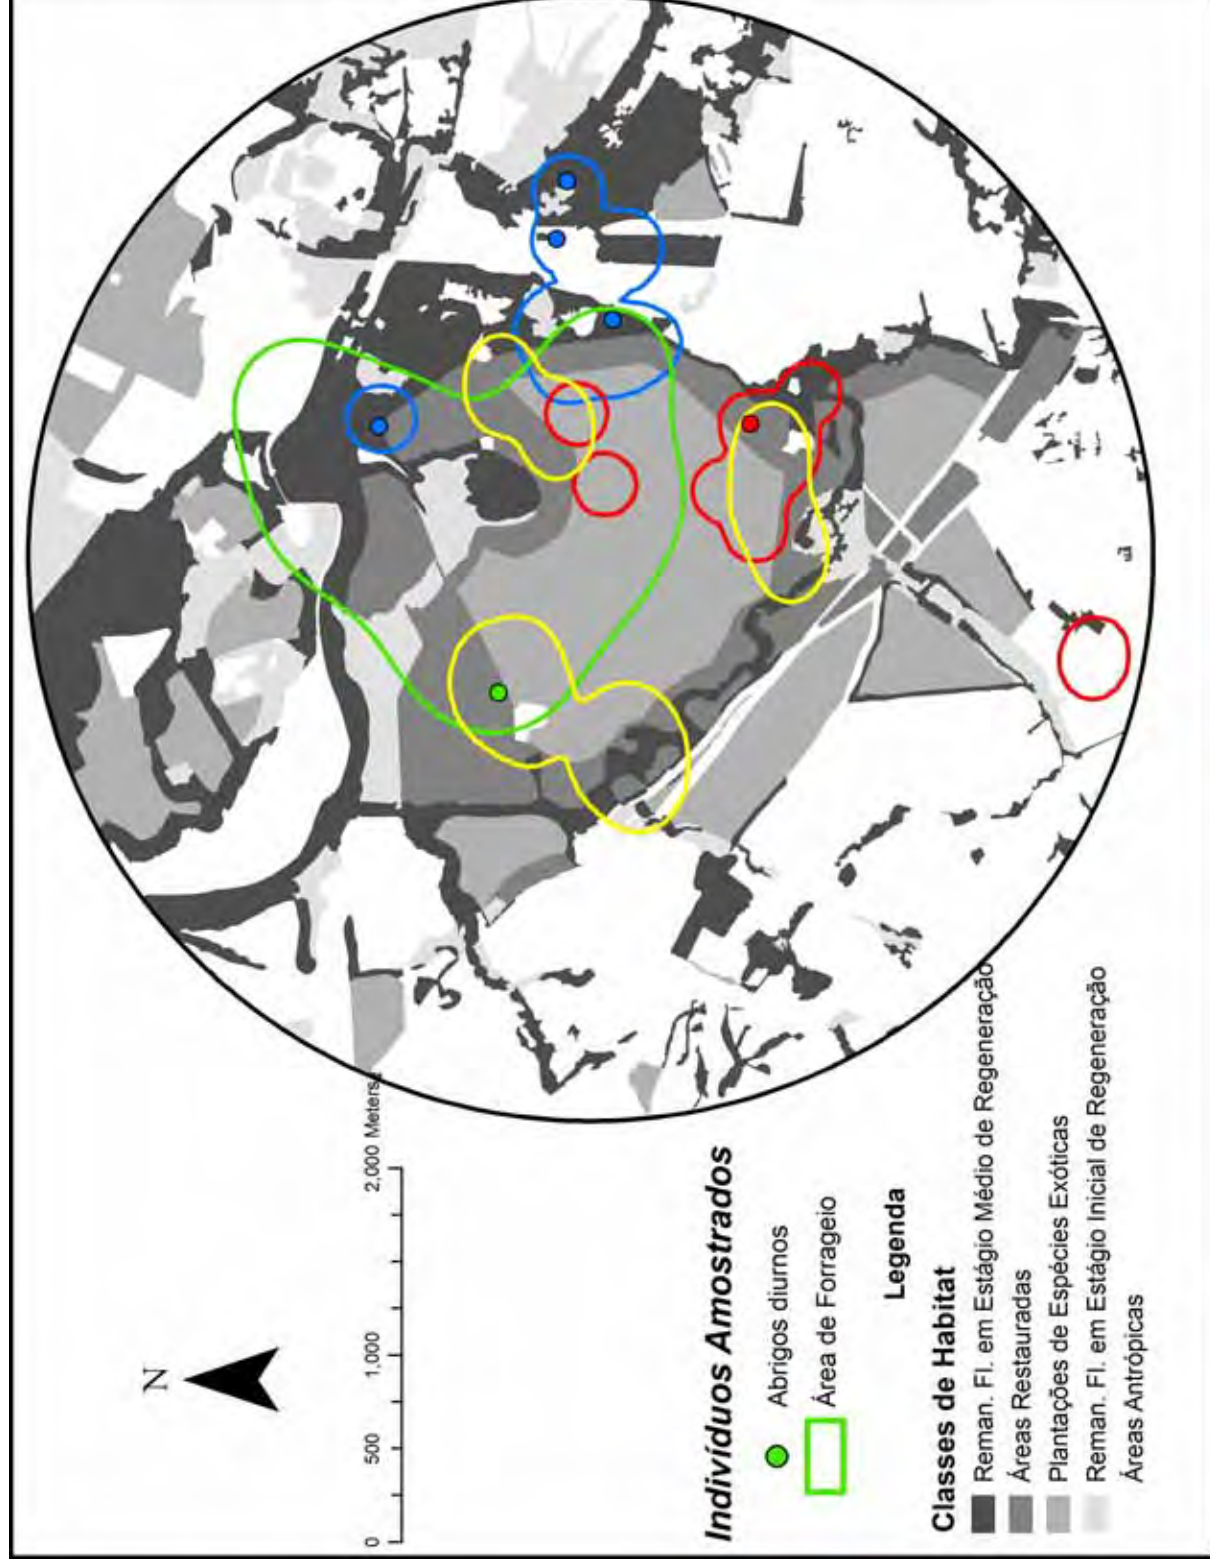 N
0 500 1,000 2,000 Meters
Indivíduos Amostrados
Abrigos diurnos
Área de Forrageio
Legenda
Classes de Habitat
Reman. Fl. em Estágio Médio de Regeneração
Áreas Restauradas
Plantações de Espécies Exóticas
Reman. Fl. em Estágio Inicial de Regeneração
Áreas Antrópicas